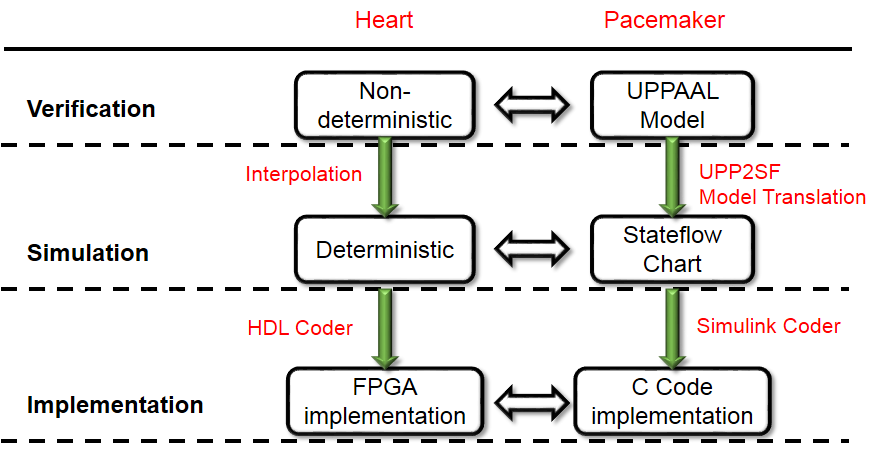 Heart
Pacemaker
Verification
Non-
deterministic
UPPAAL
Model
Interpolation
UPP2SF
Model Translation
Simulation
Deterministic
Stateflow
Chart
HDL Coder
Simulink Coder
Implementation
FPGA
implementation
C Code
implementation